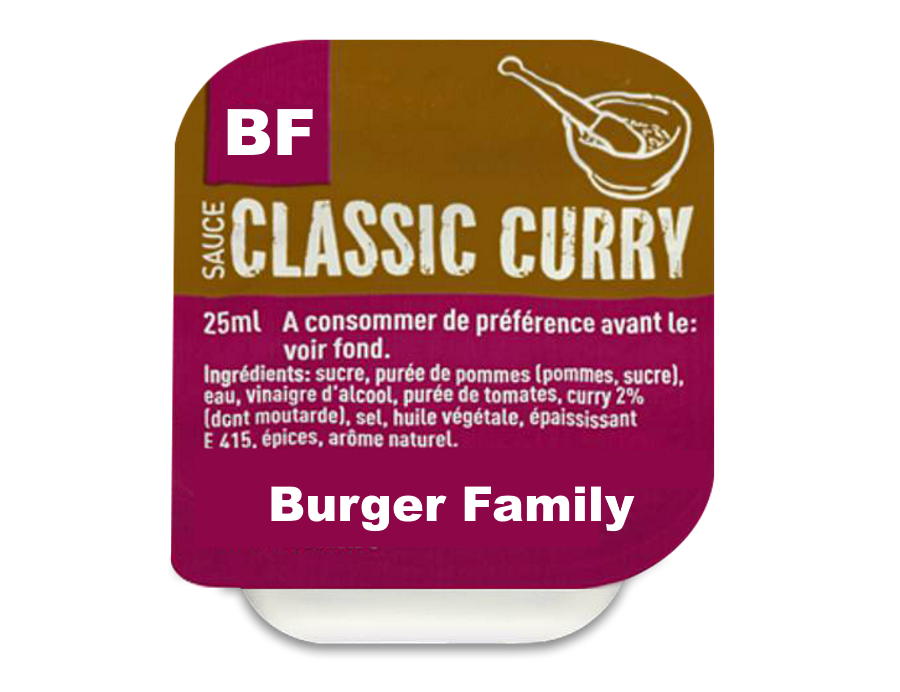 BF
SAUCE CLASSIC CURRY
25ml A consommer de préférence avant le:
voir fond.
Ingrédients: sucre, purée de pommes (pommes, sucre),
eau, vinaigre d'alcool, purée de tomates, curry 2%
(dont moutarde), sel, huile végétale, épaississant
E 415. épices, arôme naturel.
Burger Family